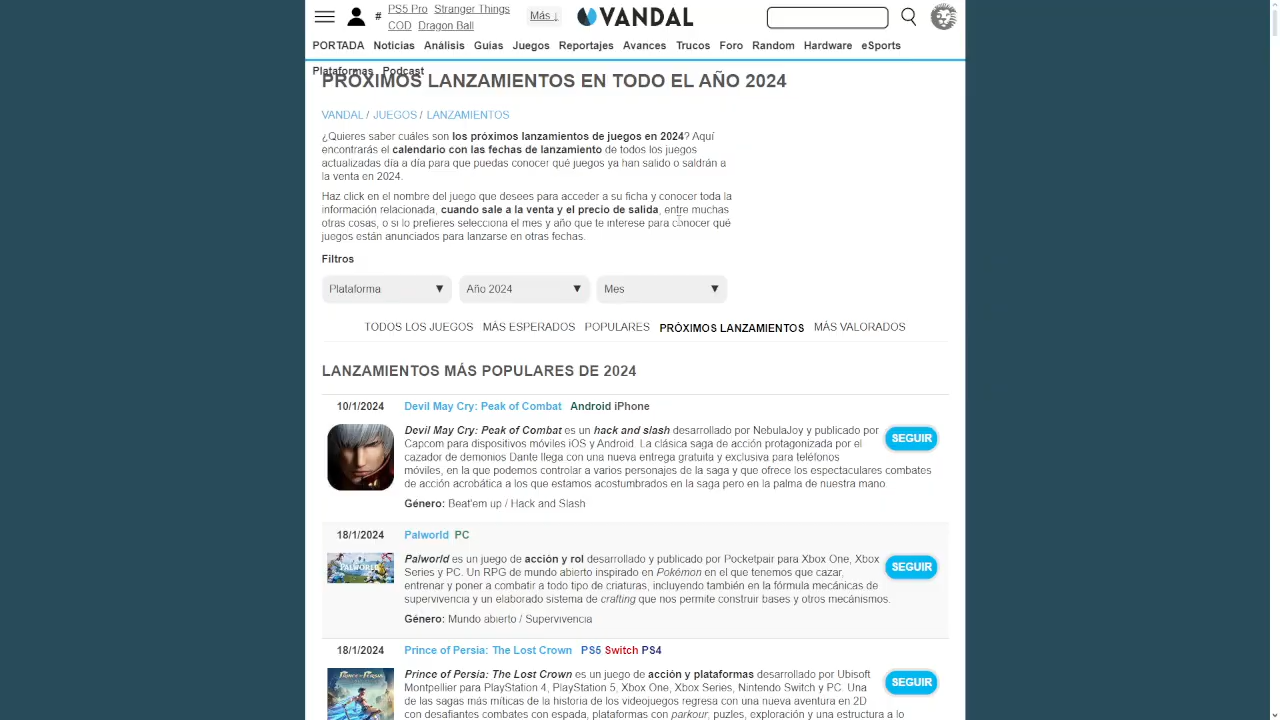 # PS5 Pro Stranger Things Más ↓ VANDAL
COD Dragon Ball
PORTADA Noticias Análisis Guías Juegos Reportajes Avances Trucos Foro Random Hardware eSports
Plataformas Podcast
PRÓXIMOS LANZAMIENTOS EN TODO EL AÑO 2024
VANDAL / JUEGOS / LANZAMIENTOS
¿Quieres saber cuáles son los próximos lanzamientos de juegos en 2024? Aquí
encontrarás el calendario con las fechas de lanzamiento de todos los juegos
actualizadas día a día para que puedas conocer qué juegos ya han salido o saldrán a
la venta en 2024.
Haz click en el nombre del juego que desees para acceder a su ficha y conocer toda la
información relacionada, cuando sale a la venta y el precio de salida, entre muchas
otras cosas, o si lo prefieres selecciona el mes y año que te interese para conocer qué
juegos están anunciados para lanzarse en otras fechas.
Filtros
Plataforma ▼ Año 2024 ▼ Mes ▼
TODOS LOS JUEGOS MÁS ESPERADOS POPULARES PRÓXIMOS LANZAMIENTOS MÁS VALORADOS
LANZAMIENTOS MÁS POPULARES DE 2024
10/1/2024 Devil May Cry: Peak of Combat Android iPhone
Devil May Cry: Peak of Combat es un hack and slash desarrollado por NebulaJoy y publicado por
Capcom para dispositivos móviles iOS y Android. La clásica saga de acción protagonizada por el
cazador de demonios Dante llega con una nueva entrega gratuita y exclusiva para teléfonos
móviles, en la que podemos controlar a varios personajes de la saga y que ofrece los espectaculares combates
de acción acrobática a los que estamos acostumbrados en la saga pero en la palma de nuestra mano
SEGUIR
Género: Beat'em up / Hack and Slash
18/1/2024 Palworld PC
PALWORLD
Palworld es un juego de acción y rol desarrollado y publicado por Pocketpair para Xbox One, Xbox
Series y PC. Un RPG de mundo abierto inspirado en Pokémon en el que tenemos que cazar,
entrenar y poner a combatir a todo tipo de criaturas, incluyendo también en la fórmula mecánicas de
supervivencia y un elaborado sistema de crafting que nos permite construir bases y otros mecánismos.
SEGUIR
Género: Mundo abierto / Supervivencia
18/1/2024 Prince of Persia: The Lost Crown PS5 Switch PS4
Prince of Persia: The Lost Crown es un juego de acción y plataformas desarrollado por Ubisoft
Montpellier para PlayStation 4, PlayStation 5, Xbox One, Xbox Series, Nintendo Switch y PC. Una
de las sagas más míticas de la historia de los videojuegos regresa con una nueva aventura en 2D
con desafiantes combates con espada, plataformas con parkour, puzles, exploración y una estructura a lo
SEGUIR